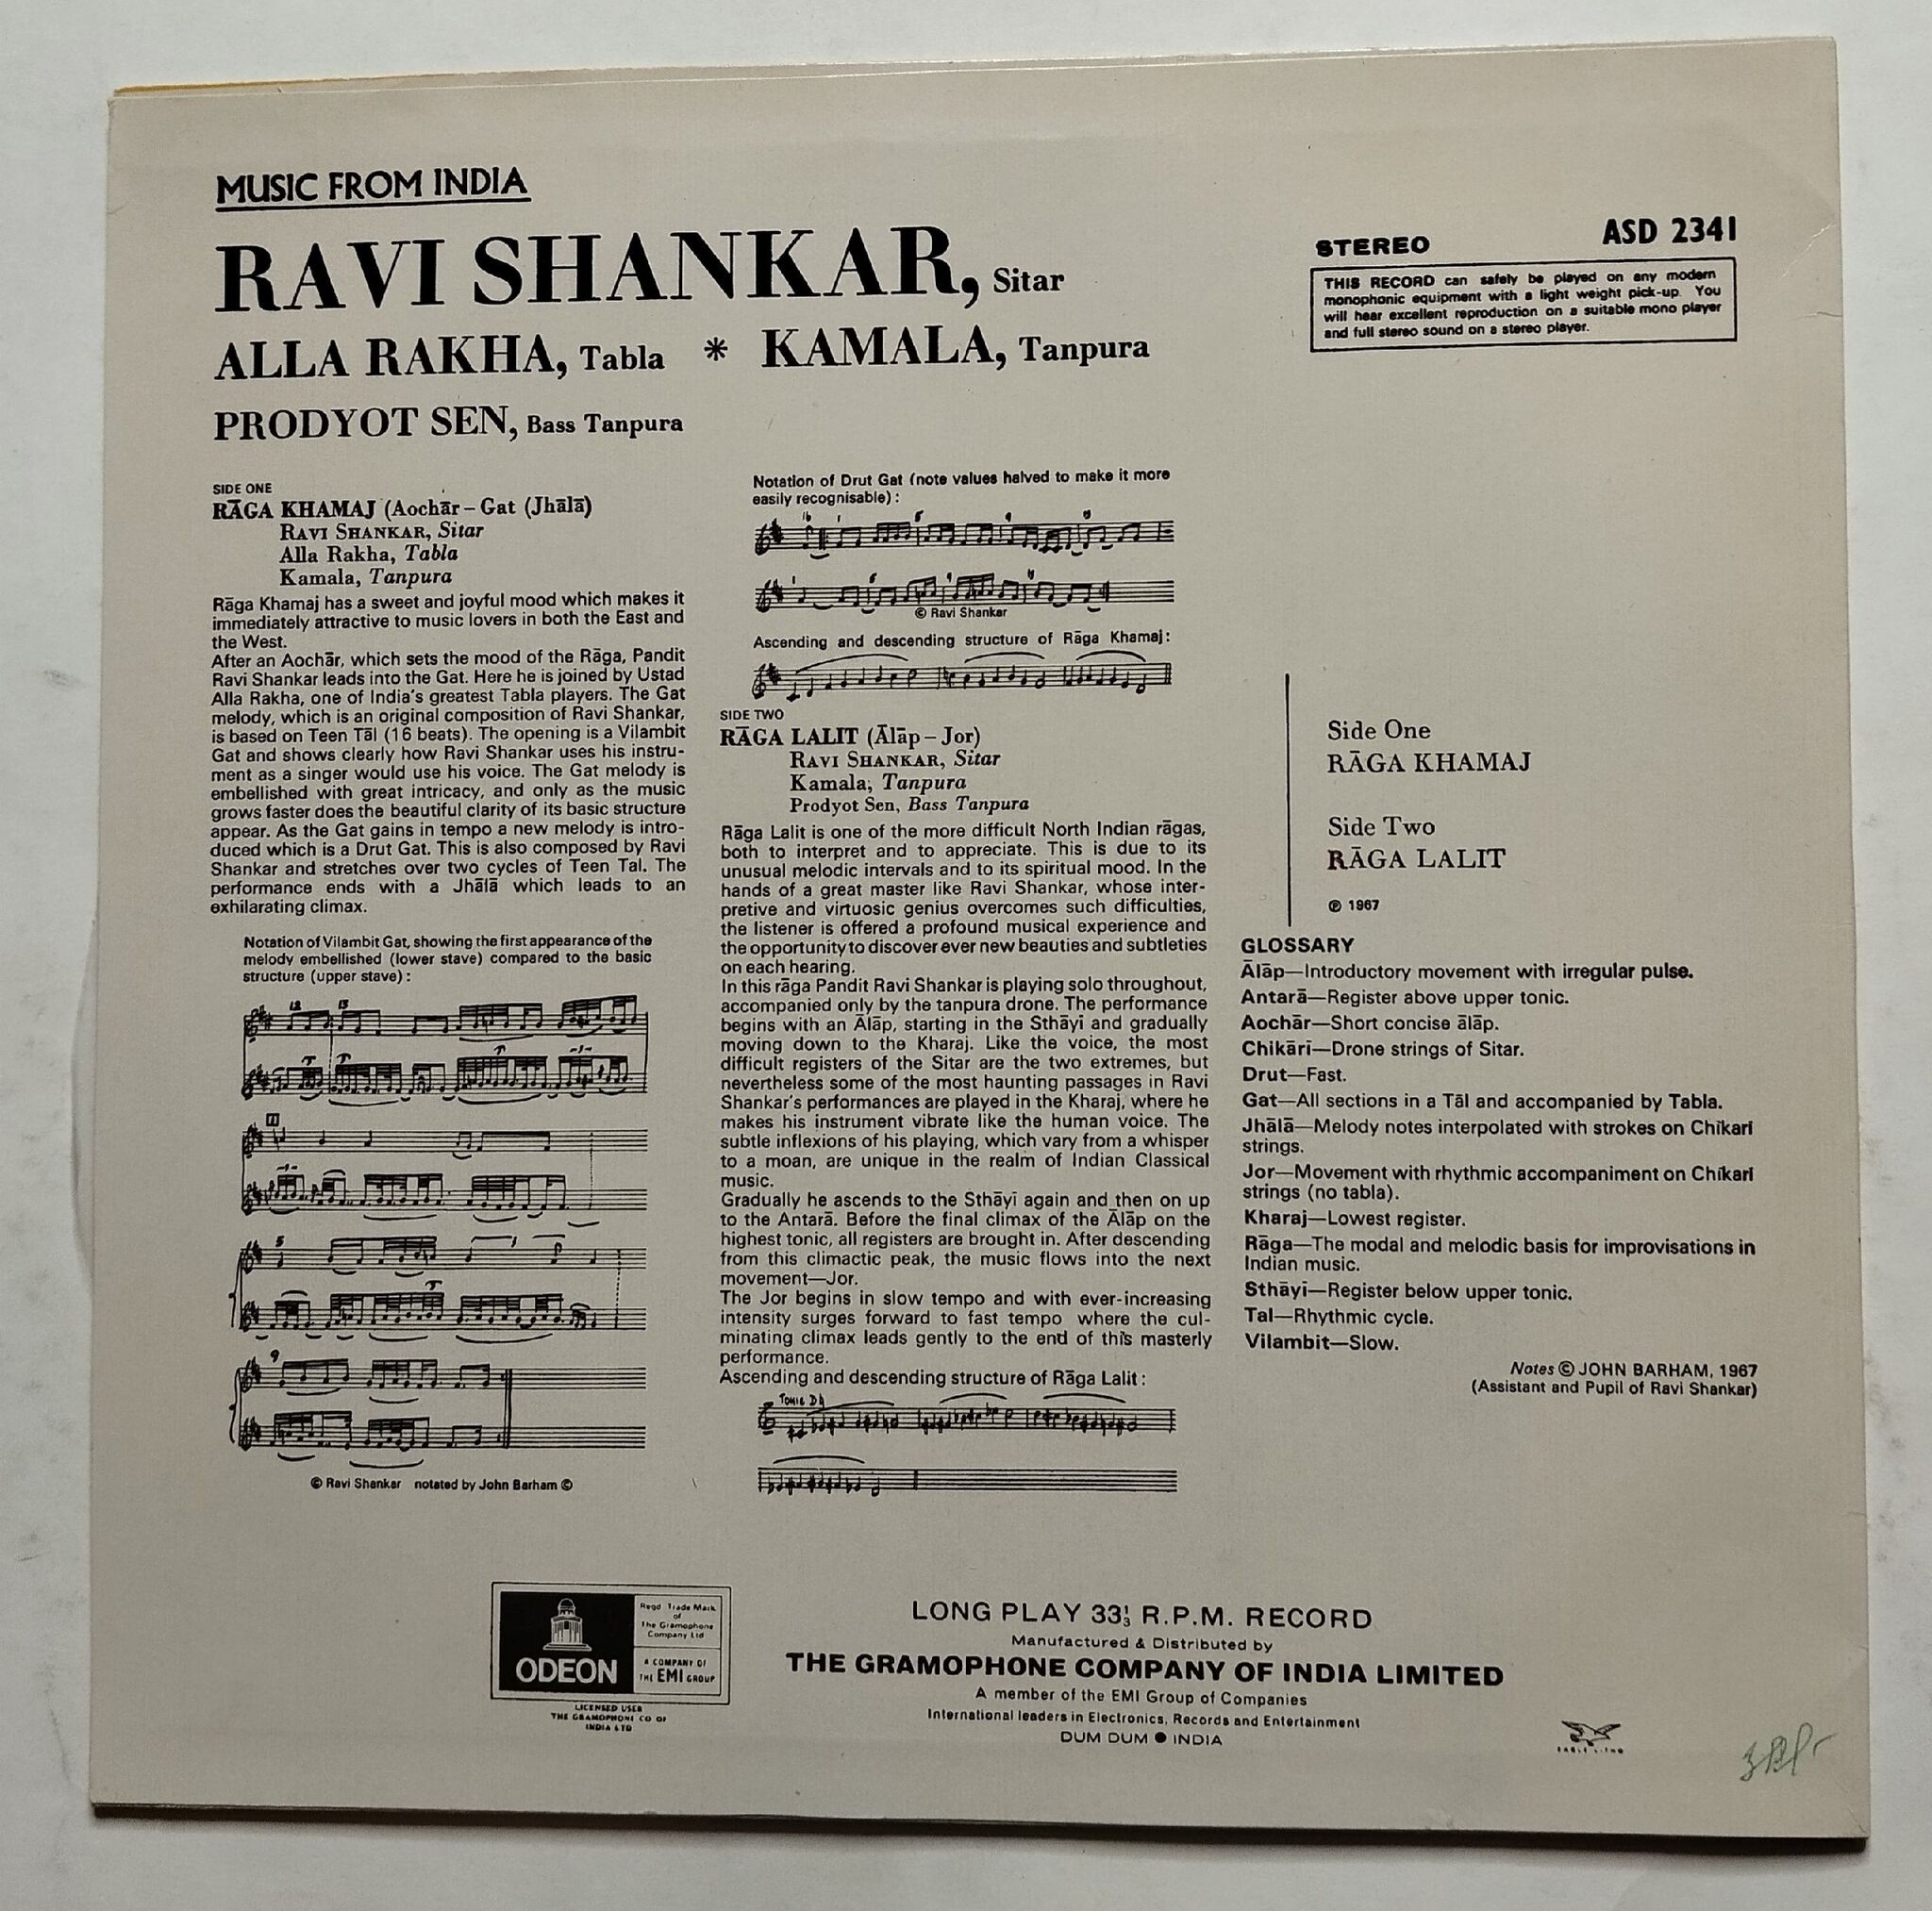 MUSIC FROM INDIA
RAVI SHANKAR, Sitar
ALLA RAKHA, Tabla * KAMALA, Tanpura
PRODYOT SEN, Bass Tanpura
STEREO ASD 2341
THIS RECORD can safely be played on any modern
monophonic equipment with a light weight pick-up. You
will hear excellent reproduction on a suitable mono player
and full stereo sound on a stereo player.
SIDE ONE
RĀGA KHAMAJ (Aochār – Gat (Jhālā)
RAVI SHANKAR, Sitar
Alla Rakha, Tabla
Kamala, Tanpura
Rāga Khamaj has a sweet and joyful mood which makes it
immediately attractive to music lovers in both the East and
the West.
After an Aochār, which sets the mood of the Rāga, Pandit
Ravi Shankar leads into the Gat. Here he is joined by Ustad
Alla Rakha, one of India's greatest Tabla players. The Gat
melody, which is an original composition of Ravi Shankar,
is based on Teen Tāl (16 beats). The opening is a Vilambit
Gat and shows clearly how Ravi Shankar uses his instru-
ment as a singer would use his voice. The Gat melody is
embellished with great intricacy, and only as the music
grows faster does the beautiful clarity of its basic structure
appear. As the Gat gains in tempo a new melody is intro-
duced which is a Drut Gat. This is also composed by Ravi
Shankar and stretches over two cycles of Teen Tal. The
performance ends with a Jhālā which leads to an
exhilarating climax.
Notation of Vilambit Gat, showing the first appearance of the
melody embellished (lower stave) compared to the basic
structure (upper stave) :
12 13
1
5
9
© Ravi Shankar notated by John Barham ©
Notation of Drut Gat (note values halved to make it more
easily recognisable) :
© Ravi Shankar
Ascending and descending structure of Rāga Khamaj :
SIDE TWO
RĀGA LALIT (Ālāp – Jor)
RAVI SHANKAR, Sitar
Kamala, Tanpura
Prodyot Sen, Bass Tanpura
Rāga Lalit is one of the more difficult North Indian rāgas,
both to interpret and to appreciate. This is due to its
unusual melodic intervals and to its spiritual mood. In the
hands of a great master like Ravi Shankar, whose inter-
pretive and virtuosic genius overcomes such difficulties,
the listener is offered a profound musical experience and
the opportunity to discover ever new beauties and subtleties
on each hearing.
In this rāga Pandit Ravi Shankar is playing solo throughout,
accompanied only by the tanpura drone. The performance
begins with an Ālāp, starting in the Sthāyī and gradually
moving down to the Kharaj. Like the voice, the most
difficult registers of the Sitar are the two extremes, but
nevertheless some of the most haunting passages in Ravi
Shankar's performances are played in the Kharaj, where he
makes his instrument vibrate like the human voice. The
subtle inflexions of his playing, which vary from a whisper
to a moan, are unique in the realm of Indian Classical
music.
Gradually he ascends to the Sthāyī again and then on up
to the Antarā. Before the final climax of the Ālāp on the
highest tonic, all registers are brought in. After descending
from this climactic peak, the music flows into the next
movement—Jor.
The Jor begins in slow tempo and with ever-increasing
intensity surges forward to fast tempo where the cul-
minating climax leads gently to the end of this masterly
performance.
Ascending and descending structure of Rāga Lalit :
TONIC D♮
Side One
RĀGA KHAMAJ
Side Two
RĀGA LALIT
℗ 1967
GLOSSARY
Ālāp—Introductory movement with irregular pulse.
Antarā—Register above upper tonic.
Aochār—Short concise ālāp.
Chikārī—Drone strings of Sitar.
Drut—Fast.
Gat—All sections in a Tāl and accompanied by Tabla.
Jhālā—Melody notes interpolated with strokes on Chikari
strings.
Jor—Movement with rhythmic accompaniment on Chikari
strings (no tabla).
Kharaj—Lowest register.
Rāga—The modal and melodic basis for improvisations in
Indian music.
Sthāyī—Register below upper tonic.
Tal—Rhythmic cycle.
Vilambit—Slow.
Notes © JOHN BARHAM, 1967
(Assistant and Pupil of Ravi Shankar)
ODEON
Regd Trade Mark
of
The Gramophone
Company Ltd
A COMPANY OF
THE EMI GROUP
LICENSED USER
THE GRAMOPHONE CO OF
INDIA LTD
LONG PLAY 33⅓ R.P.M. RECORD
Manufactured & Distributed by
THE GRAMOPHONE COMPANY OF INDIA LIMITED
A member of the EMI Group of Companies
International leaders in Electronics, Records and Entertainment
DUM DUM ● INDIA